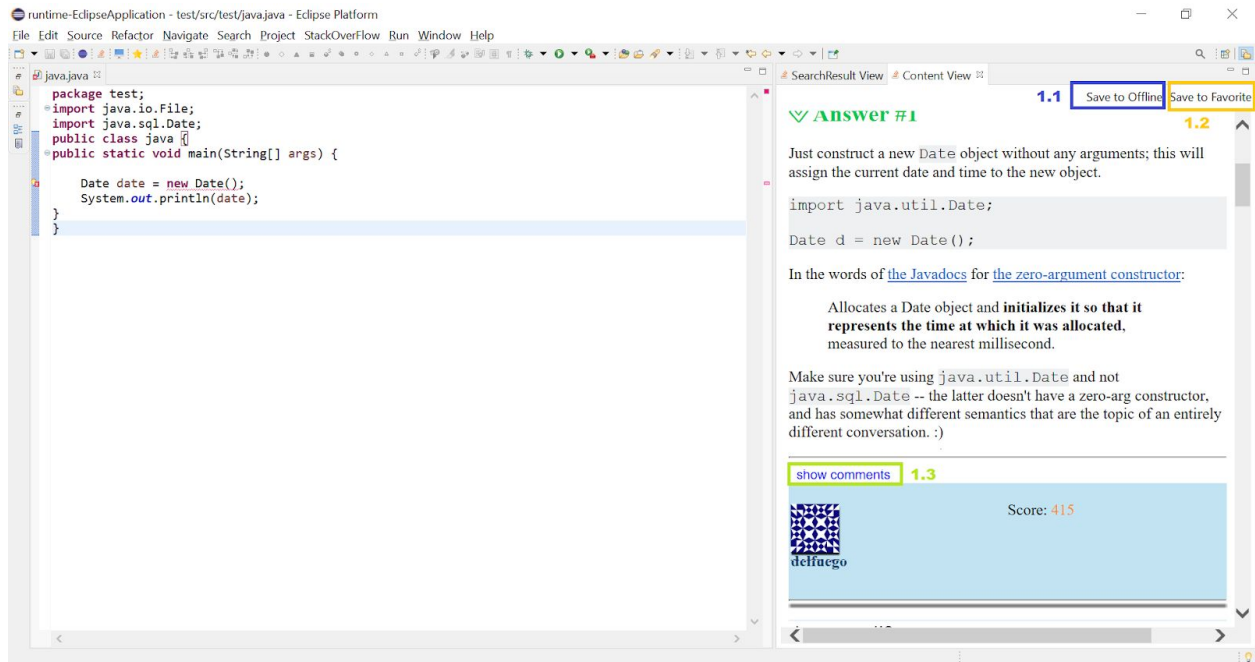 runtime-EclipseApplication - test/src/test/java.java - Eclipse Platform
File Edit Source Refactor Navigate Search Project StackOverFlow Run Window Help
java.java
package test;
import java.io.File;
import java.sql.Date;
public class java {
public static void main(String[] args) {
Date date = new Date();
System.out.println(date);
}
}
SearchResult View Content View
1.1 Save to Offline Save to Favorite
1.2
Answer #1
Just construct a new Date object without any arguments; this will
assign the current date and time to the new object.
import java.util.Date;
Date d = new Date();
In the words of the Javadocs for the zero-argument constructor:
Allocates a Date object and initializes it so that it
represents the time at which it was allocated,
measured to the nearest millisecond.
Make sure you're using java.util.Date and not
java.sql.Date -- the latter doesn't have a zero-arg constructor,
and has somewhat different semantics that are the topic of an entirely
different conversation. :)
show comments 1.3
Score: 415
delfuego